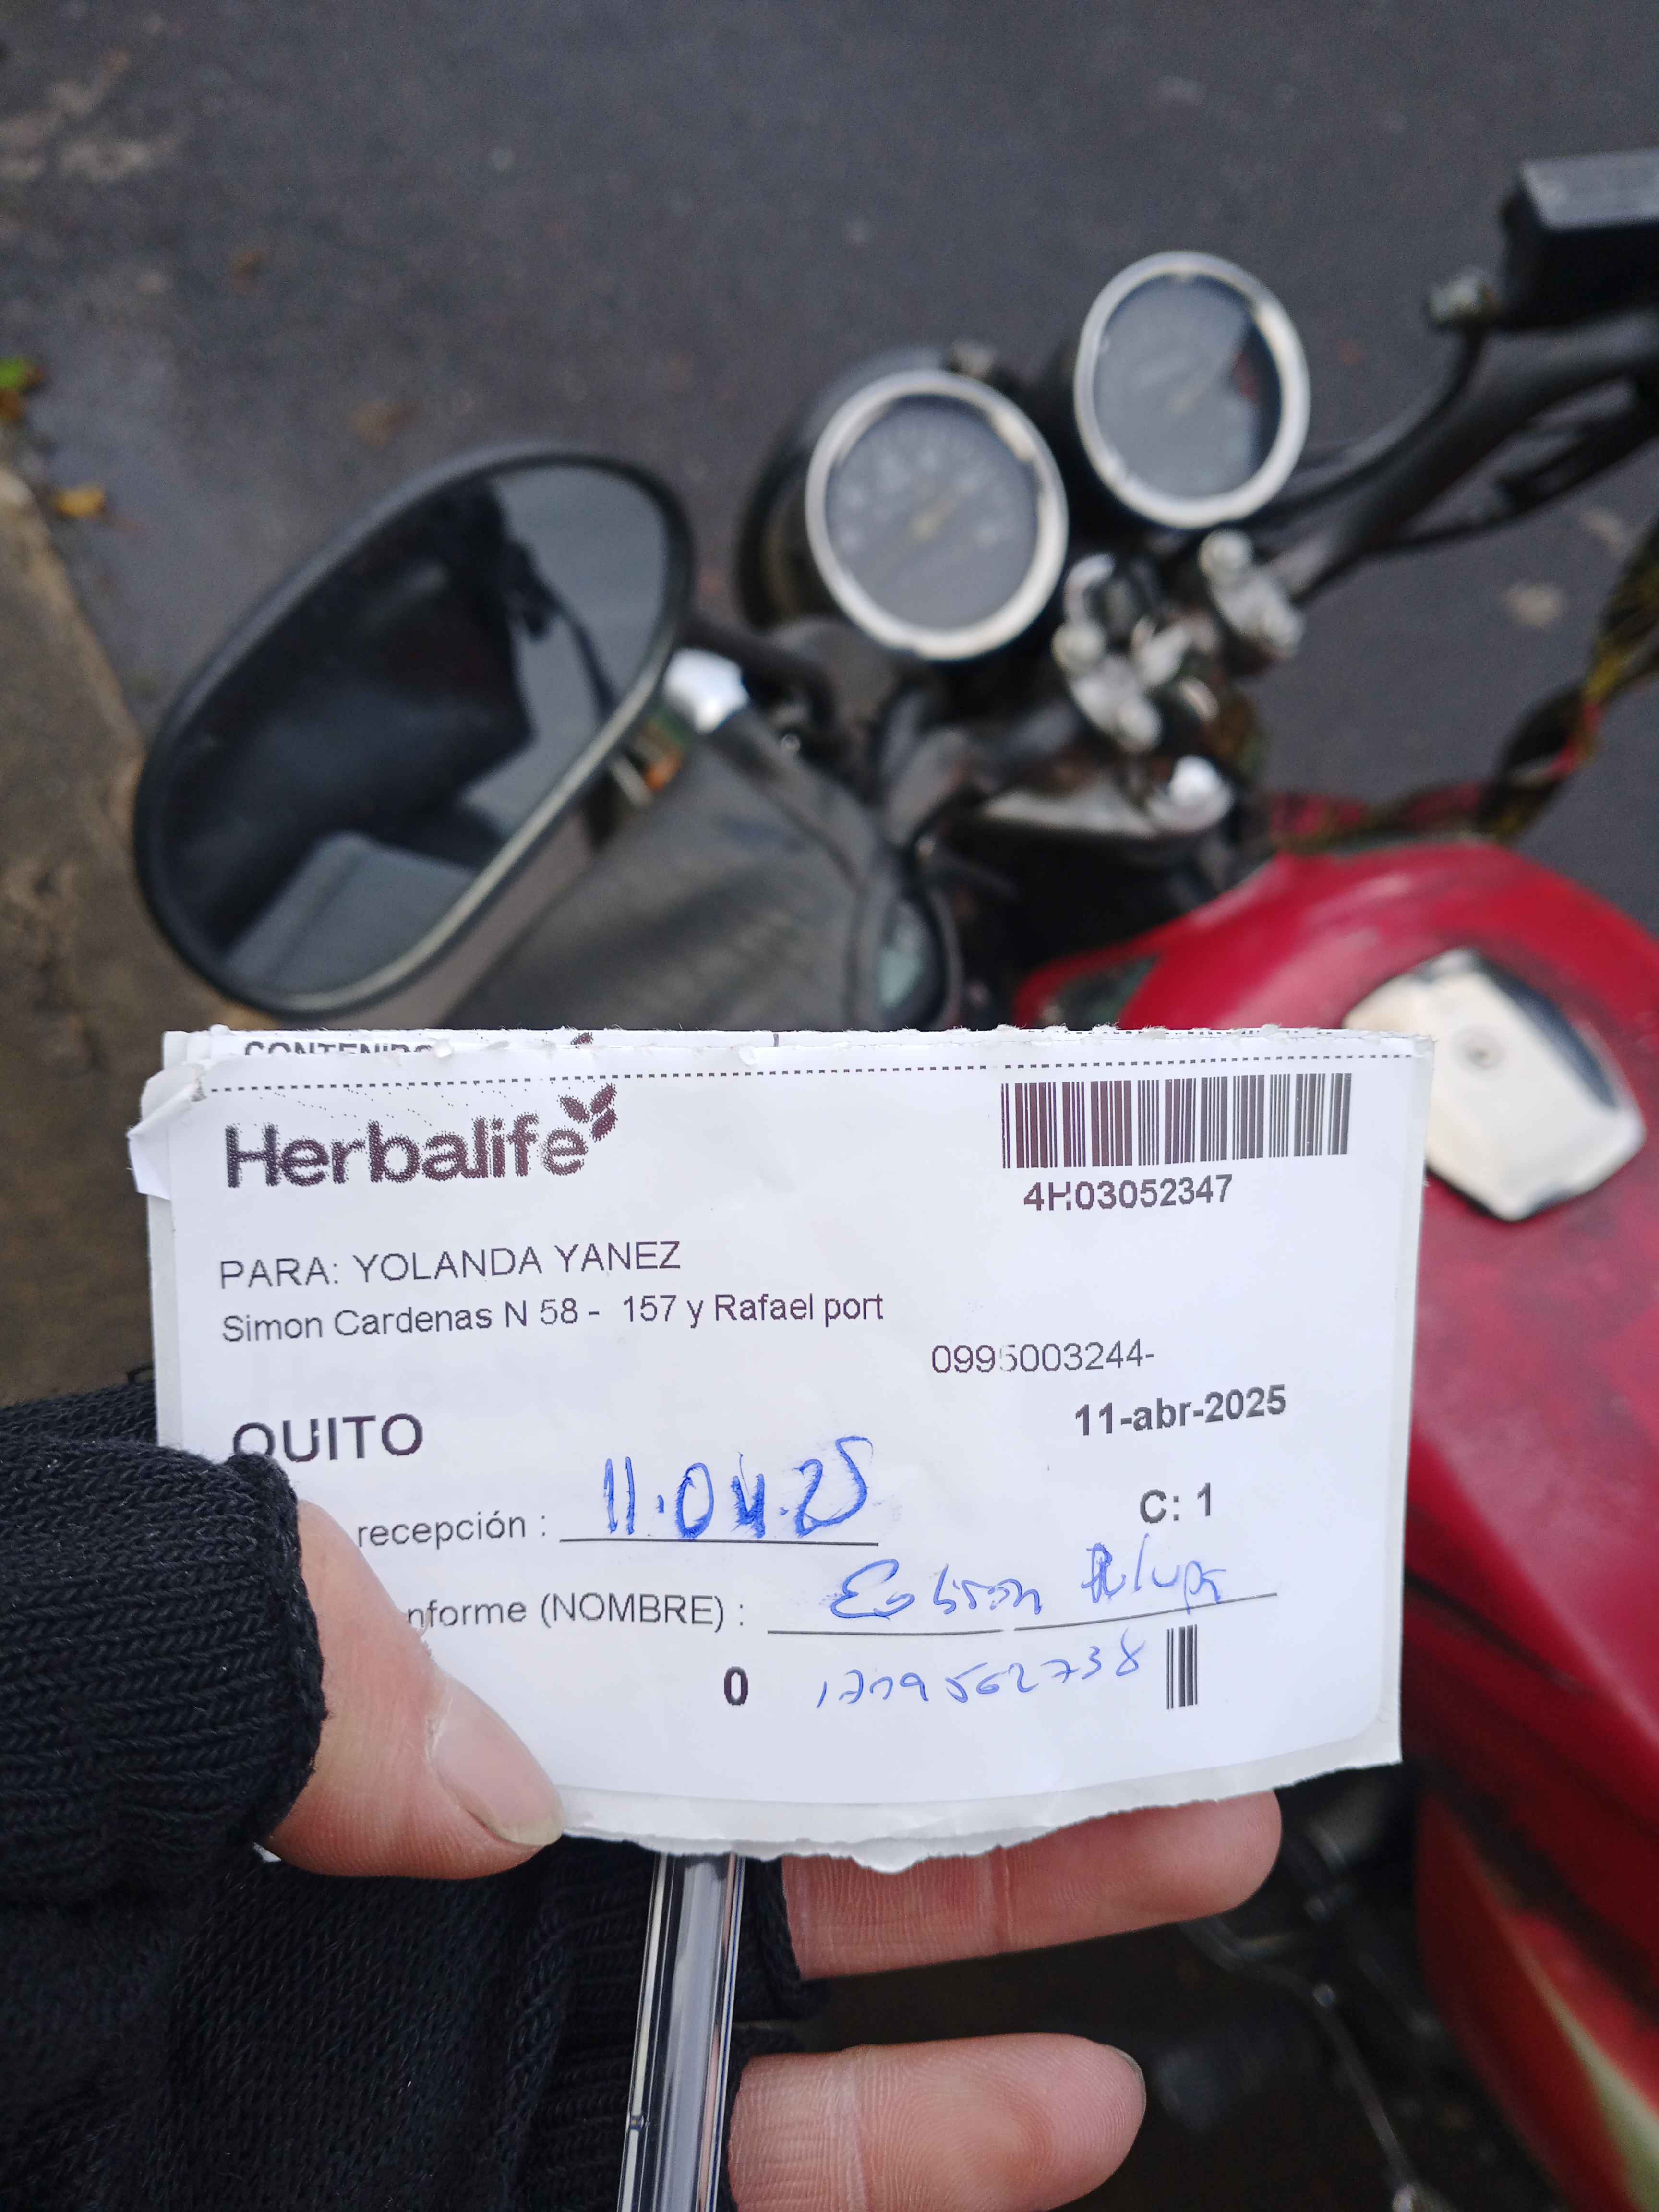 CONTENIDO
Herbalife
4H03052347
PARA: YOLANDA YANEZ
Simon Cardenas N 58 - 157 y Rafael port
0995003244-
QUITO
11-abr-2025
recepción : 11.04.25
C: 1
nforme (NOMBRE) :
0